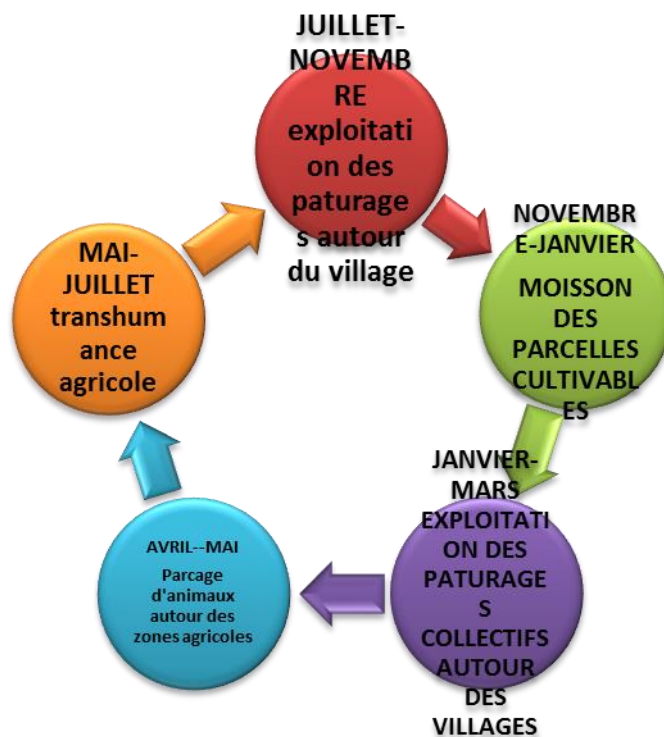 JUILLET-
NOVEMB
RE
exploitati
on des
paturage
s autour
du village
NOVEMBR
E-JANVIER
MOISSON
DES
PARCELLES
CULTIVABL
ES
JANVIER-
MARS
EXPLOITATI
ON DES
PATURAGE
S
COLLECTIFS
AUTOUR
DES
VILLAGES
AVRIL--MAI
Parcage
d'animaux
autour des
zones agricoles
MAI-
JUILLET
transhum
ance
agricole